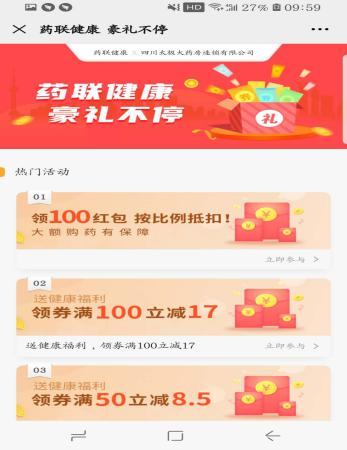 HD 4G 27% 09:59
药联健康 豪礼不停
药联健康 X 四川太极大药房连锁有限公司
药联健康
豪礼不停
礼
热门活动
01
领100红包 按比例抵扣!
大额购药有保障
立即参与 >
02
送健康福利
领券满100立减17
送健康福利，领券满100立减17
立即参与 >
03
送健康福利
领券满50立减8.5